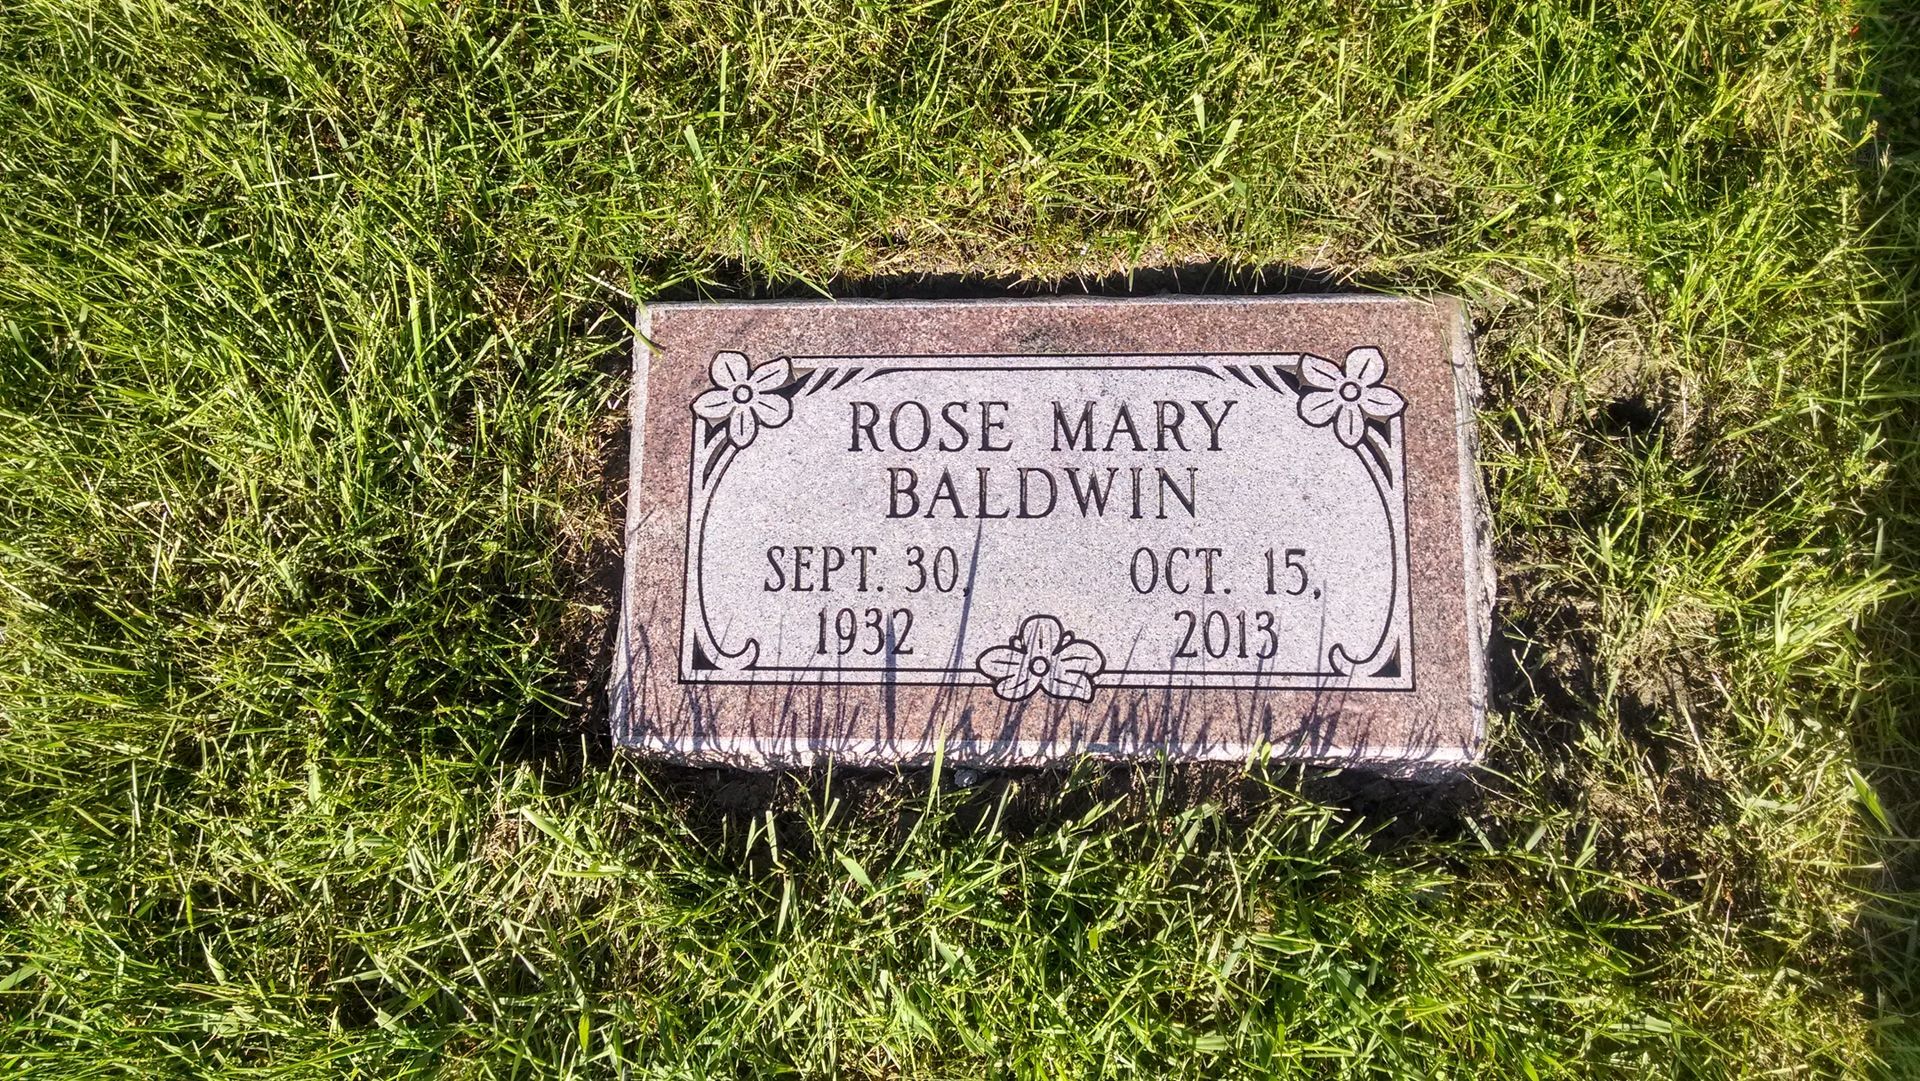 ROSE MARY
BALDWIN
SEPT. 30, OCT. 15,
1932 2013